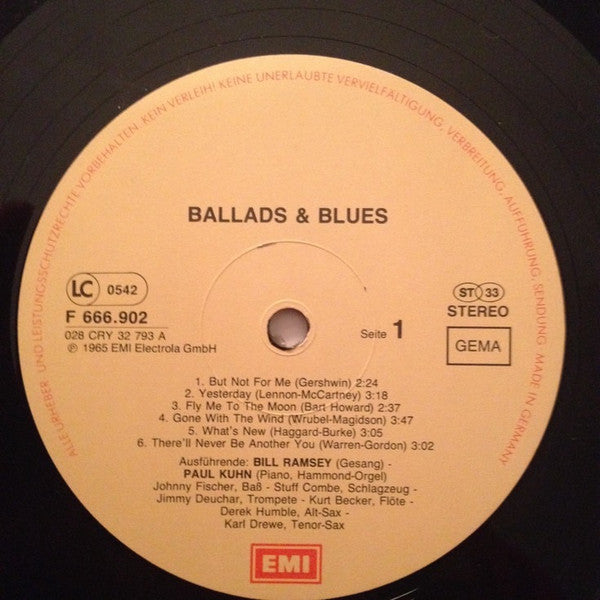 ALLE URHEBER- UND LEISTUNGSSCHUTZRECHTE VORBEHALTEN KEIN VERLEIH! KEINE UNERLAUBTE VERVIELFÄLTIGUNG, VERBREITUNG, AUFFÜHRUNG, SENDUNG · MADE IN GERMANY
BALLADS & BLUES
LC 0542
F 666.902
028 CRY 32 793 A
℗ 1965 EMI Electrola GmbH
Seite 1
ST 33
STEREO
GEMA
1. But Not For Me (Gershwin) 2:24
2. Yesterday (Lennon-McCartney) 3:18
3. Fly Me To The Moon (Bart Howard) 2:37
4. Gone With The Wind (Wrubel-Magidson) 3:47
5. What's New (Haggard-Burke) 3:05
6. There'll Never Be Another You (Warren-Gordon) 3:02
Ausführende: BILL RAMSEY (Gesang) -
PAUL KUHN (Piano, Hammond-Orgel)
Johnny Fischer, Baß - Stuff Combe, Schlagzeug -
Jimmy Deuchar, Trompete - Kurt Becker, Flöte -
Derek Humble, Alt-Sax -
Karl Drewe, Tenor-Sax
EMI